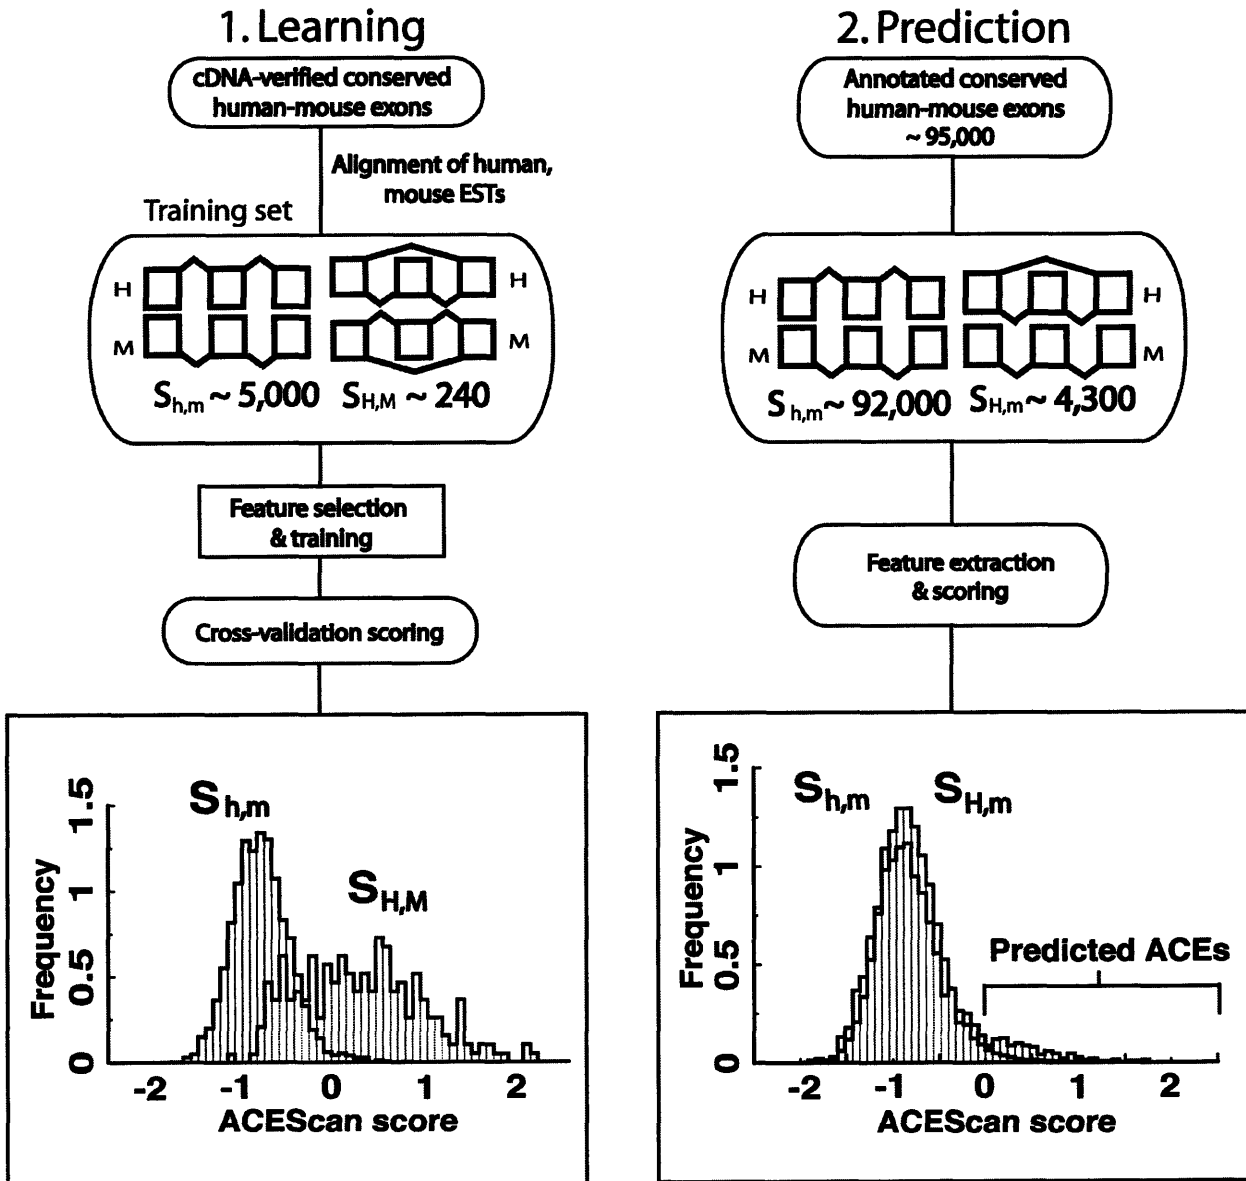 1. Learning
cDNA-verified conserved
human-mouse exons
Alignment of human,
mouse ESTs
Training set
H
H
M
M
Sh,m ~ 5,000
SH,M ~ 240
Feature selection
& training
Cross-validation scoring
Sh,m
SH,M
Frequency
0
0.5
1
1.5
-2
-1
0
1
2
ACEScan score
2. Prediction
Annotated conserved
human-mouse exons
~ 95,000
H
H
M
M
Sh,m ~ 92,000
SH,m ~ 4,300
Feature extraction
& scoring
Sh,m
SH,m
Predicted ACEs
Frequency
0
0.5
1
1.5
-2
-1
0
1
2
ACEScan score